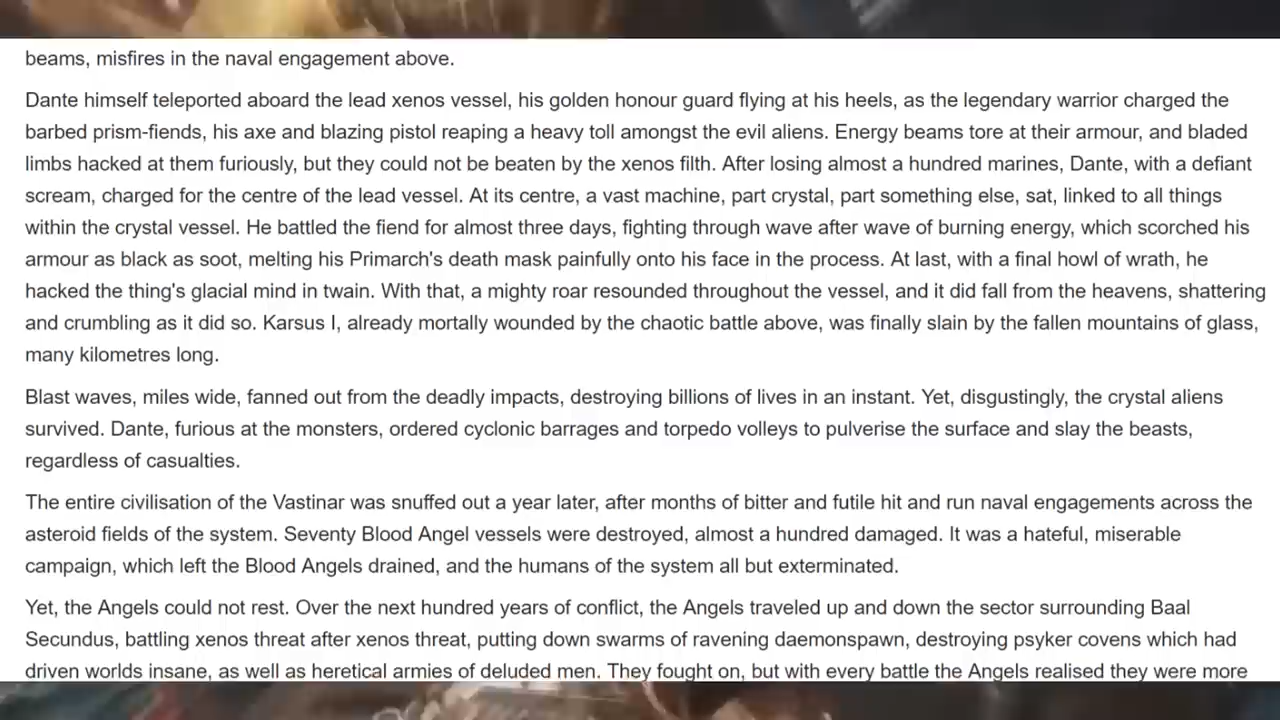 beams, misfires in the naval engagement above.
Dante himself teleported aboard the lead xenos vessel, his golden honour guard flying at his heels, as the legendary warrior charged the
barbed prism-fiends, his axe and blazing pistol reaping a heavy toll amongst the evil aliens. Energy beams tore at their armour, and bladed
limbs hacked at them furiously, but they could not be beaten by the xenos filth. After losing almost a hundred marines, Dante, with a defiant
scream, charged for the centre of the lead vessel. At its centre, a vast machine, part crystal, part something else, sat, linked to all things
within the crystal vessel. He battled the fiend for almost three days, fighting through wave after wave of burning energy, which scorched his
armour as black as soot, melting his Primarch's death mask painfully onto his face in the process. At last, with a final howl of wrath, he
hacked the thing's glacial mind in twain. With that, a mighty roar resounded throughout the vessel, and it did fall from the heavens, shattering
and crumbling as it did so. Karsus I, already mortally wounded by the chaotic battle above, was finally slain by the fallen mountains of glass,
many kilometres long.
Blast waves, miles wide, fanned out from the deadly impacts, destroying billions of lives in an instant. Yet, disgustingly, the crystal aliens
survived. Dante, furious at the monsters, ordered cyclonic barrages and torpedo volleys to pulverise the surface and slay the beasts,
regardless of casualties.
The entire civilisation of the Vastinar was snuffed out a year later, after months of bitter and futile hit and run naval engagements across the
asteroid fields of the system. Seventy Blood Angel vessels were destroyed, almost a hundred damaged. It was a hateful, miserable
campaign, which left the Blood Angels drained, and the humans of the system all but exterminated.
Yet, the Angels could not rest. Over the next hundred years of conflict, the Angels traveled up and down the sector surrounding Baal
Secundus, battling xenos threat after xenos threat, putting down swarms of ravening daemonspawn, destroying psyker covens which had
driven worlds insane, as well as heretical armies of deluded men. They fought on, but with every battle the Angels realised they were more